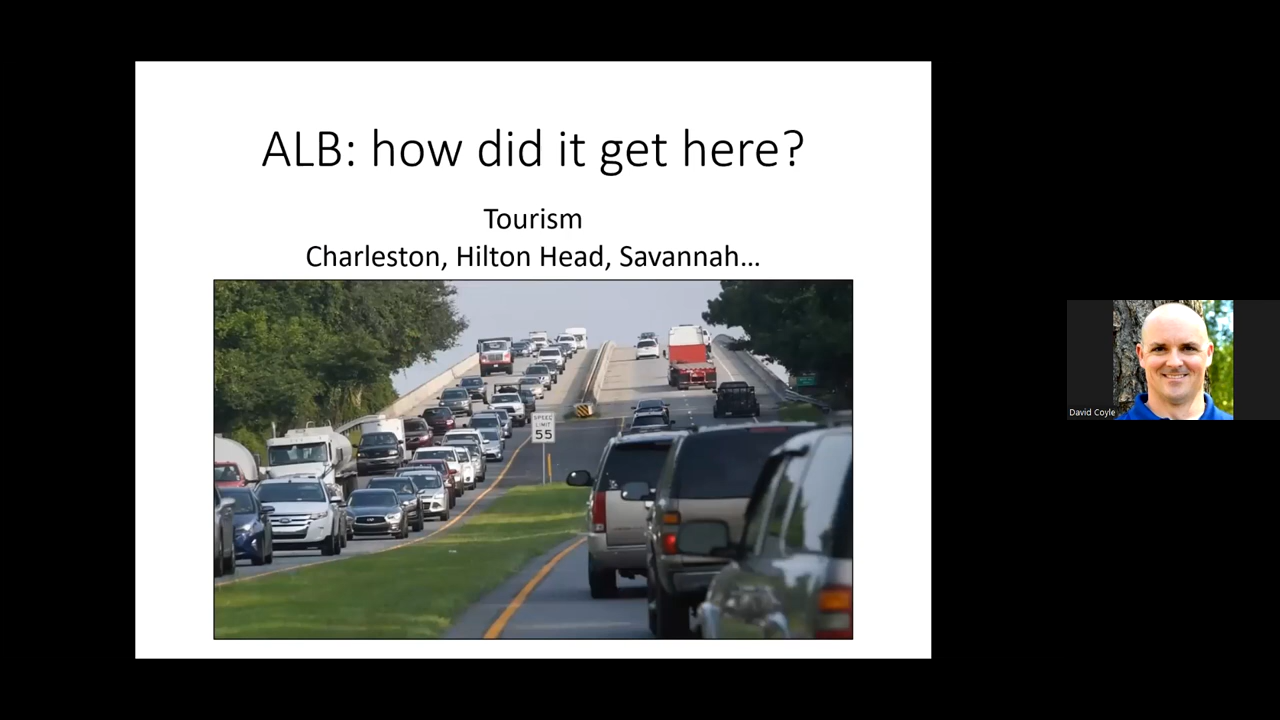 ALB: how did it get here?
Tourism
Charleston, Hilton Head, Savannah...
SPEED
LIMIT
55
David Coyle